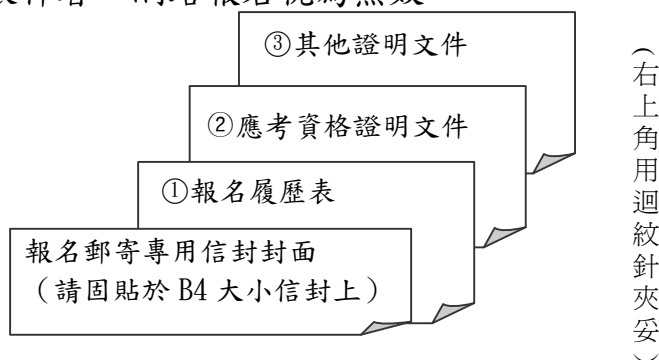 ③其他證明文件
②應考資格證明文件
①報名履歷表
報名郵寄專用信封封面
（請固貼於 B4 大小信封上）
（右上角用迴紋針夾妥）